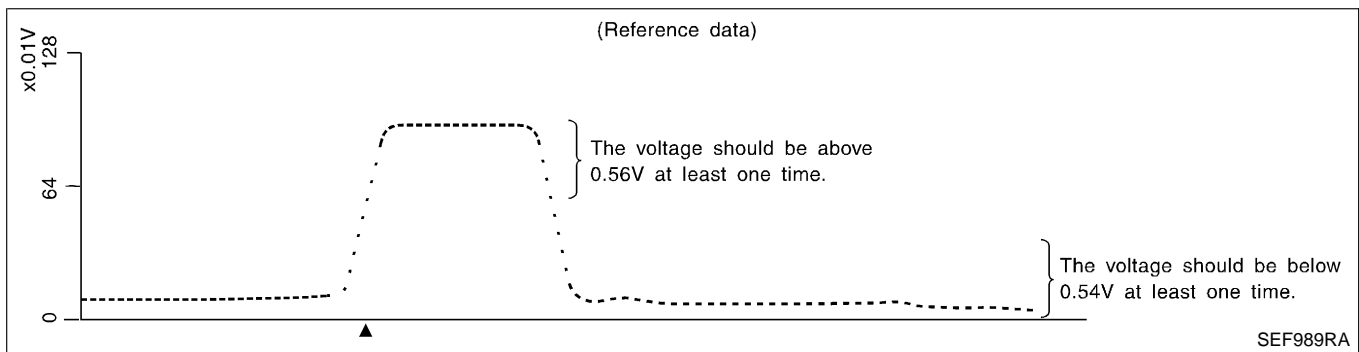 (Reference data)
x0.01V
128
64
0
The voltage should be above
0.56V at least one time.
The voltage should be below
0.54V at least one time.
SEF989RA